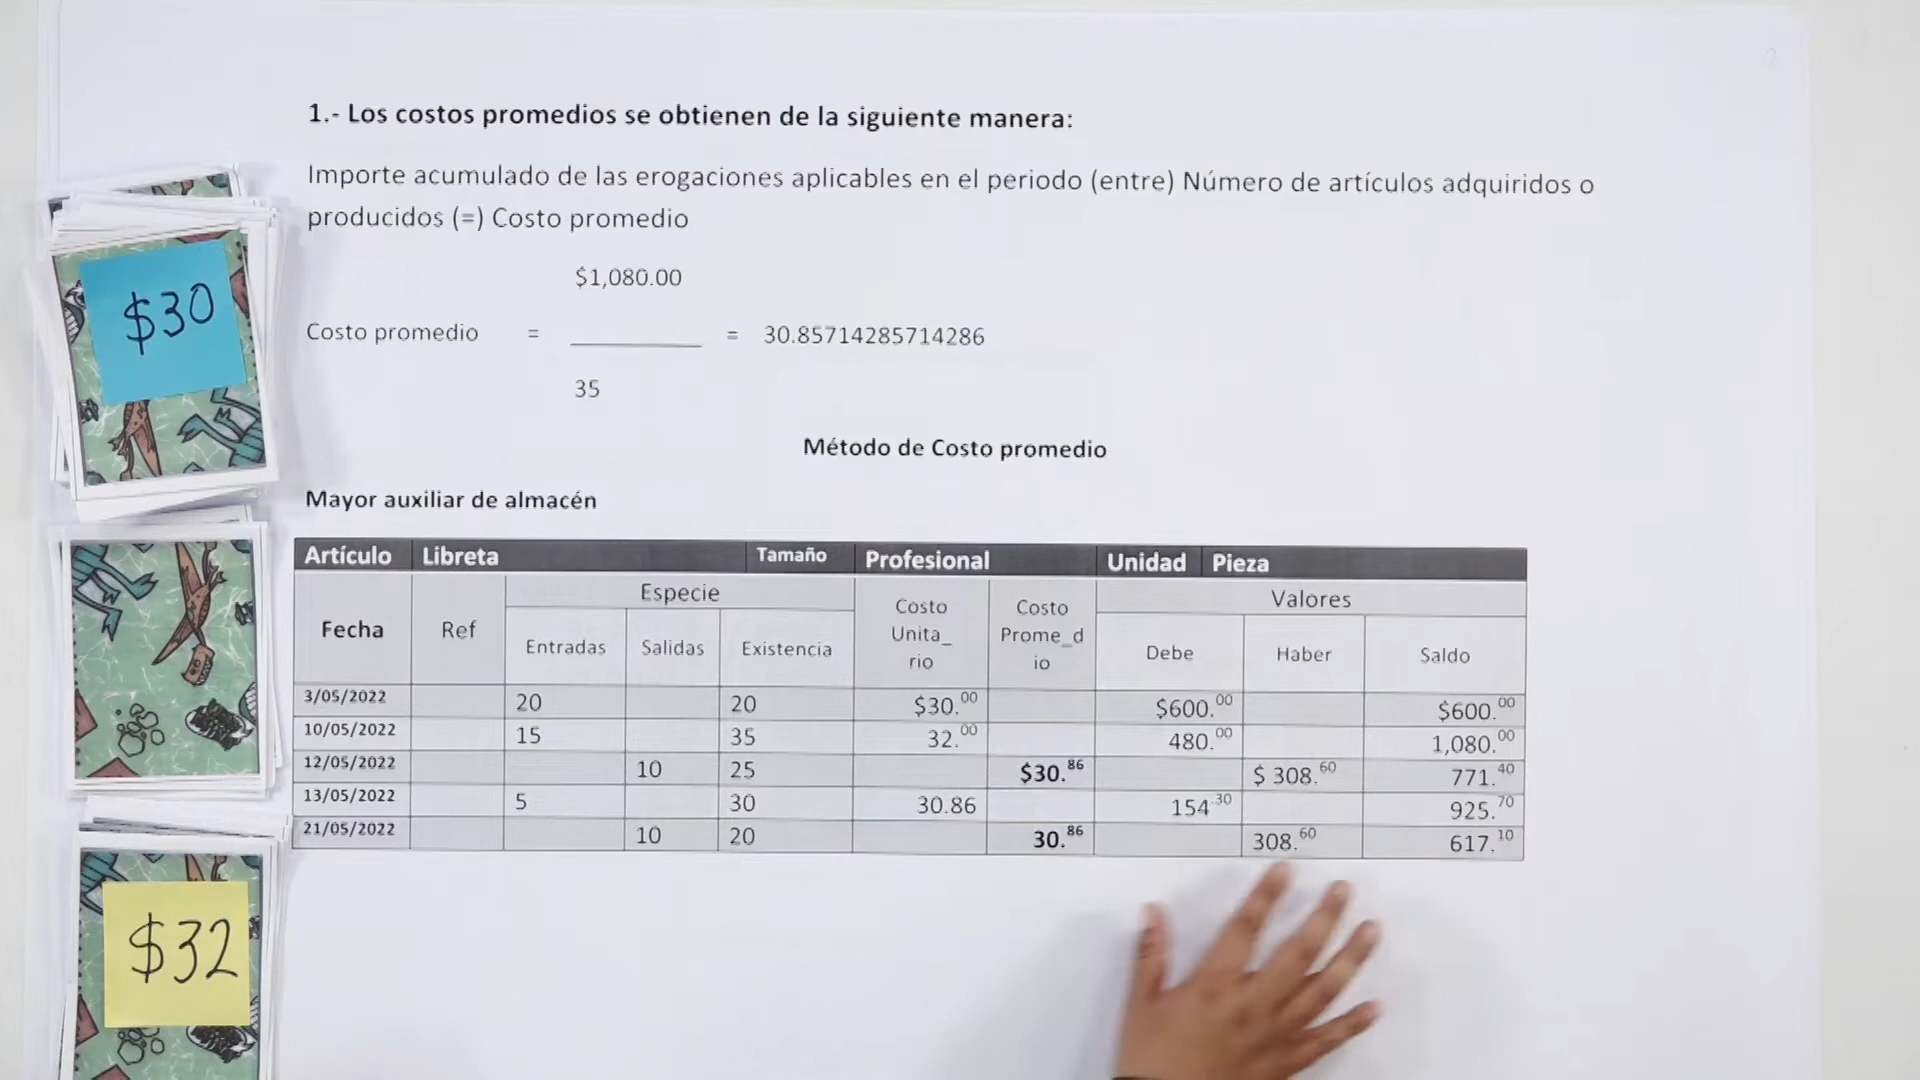 1.- Los costos promedios se obtienen de la siguiente manera:
Importe acumulado de las erogaciones aplicables en el periodo (entre) Número de artículos adquiridos o
producidos (=) Costo promedio
$1,080.00
Costo promedio = ________ = 30.85714285714286
35
Método de Costo promedio
Mayor auxiliar de almacén
Artículo Libreta Tamaño Profesional Unidad Pieza
Fecha Ref Especie Costo Unita_rio Costo Prome_dio Valores
Entradas Salidas Existencia Debe Haber Saldo
3/05/2022 20 20 $30.00 $600.00 $600.00
10/05/2022 15 35 32.00 480.00 1,080.00
12/05/2022 10 25 $30.86 $ 308.60 771.40
13/05/2022 5 30 30.86 154.30 925.70
21/05/2022 10 20 30.86 308.60 617.10
$30
$32